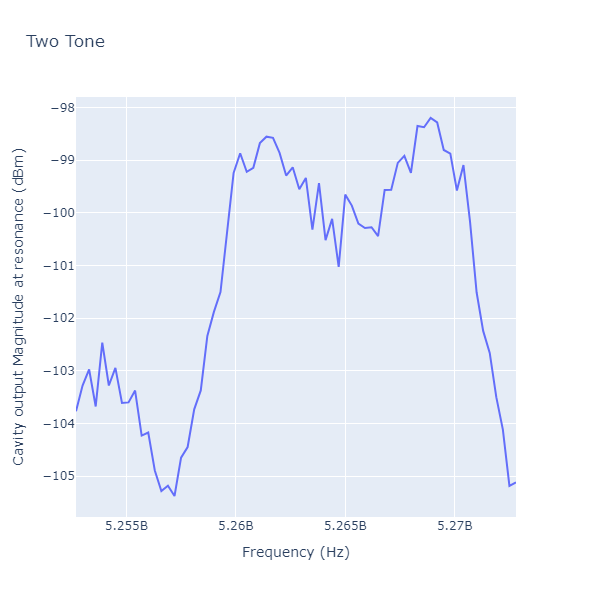 Two Tone
Cavity output Magnitude at resonance (dBm)
−98
−99
−100
−101
−102
−103
−104
−105
5.255B
5.26B
5.265B
5.27B
Frequency (Hz)